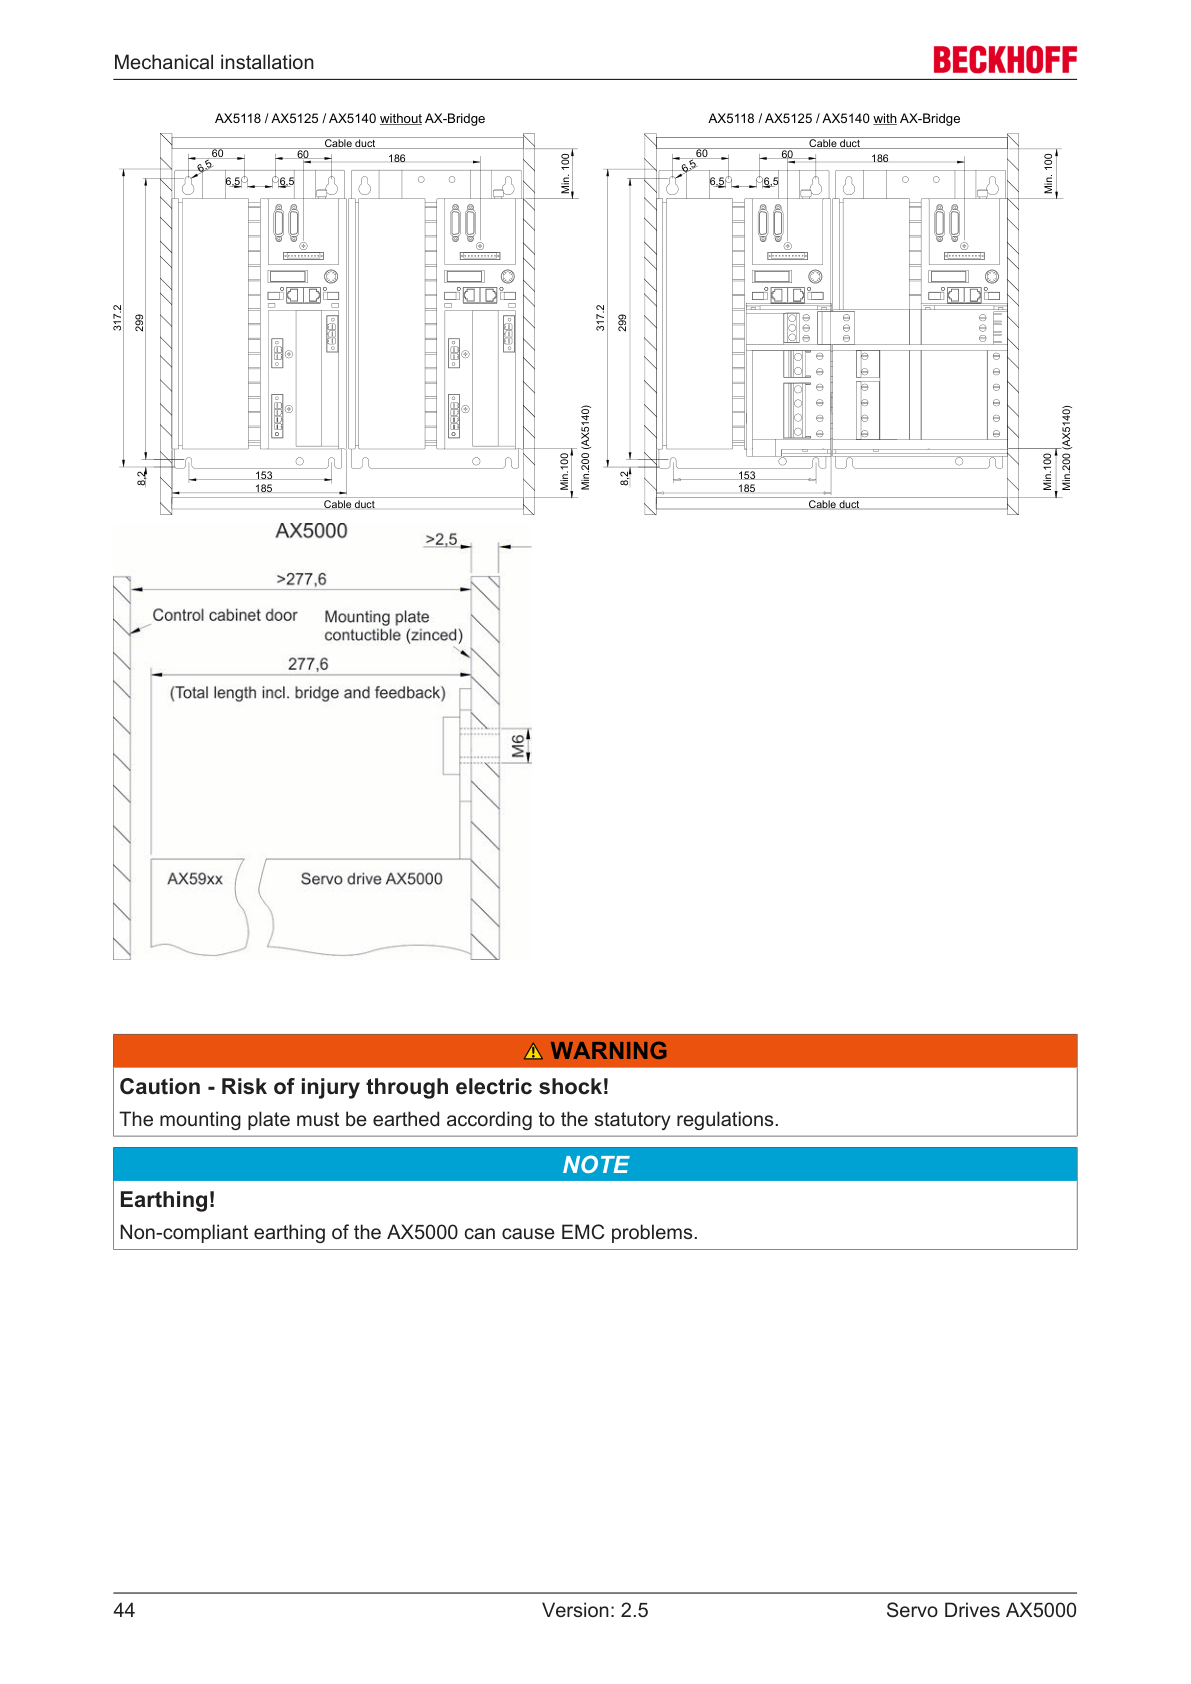 Mechanical installation
BECKHOFF
AX5118 / AX5125 / AX5140 without AX-Bridge
Cable duct
60
60
186
6.5
6.5
6.5
Min. 100
317.2
299
8.2
153
185
Min.100
Min.200 (AX5140)
Cable duct
AX5118 / AX5125 / AX5140 with AX-Bridge
Cable duct
60
60
186
6.5
6.5
6.5
Min. 100
317.2
299
8.2
153
185
Min.100
Min.200 (AX5140)
Cable duct
AX5000
>2,5
>277,6
Control cabinet door
Mounting plate
contuctible (zinced)
277,6
(Total length incl. bridge and feedback)
M6
AX59xx
Servo drive AX5000
WARNING
Caution - Risk of injury through electric shock!
The mounting plate must be earthed according to the statutory regulations.
NOTE
Earthing!
Non-compliant earthing of the AX5000 can cause EMC problems.
44
Version: 2.5
Servo Drives AX5000